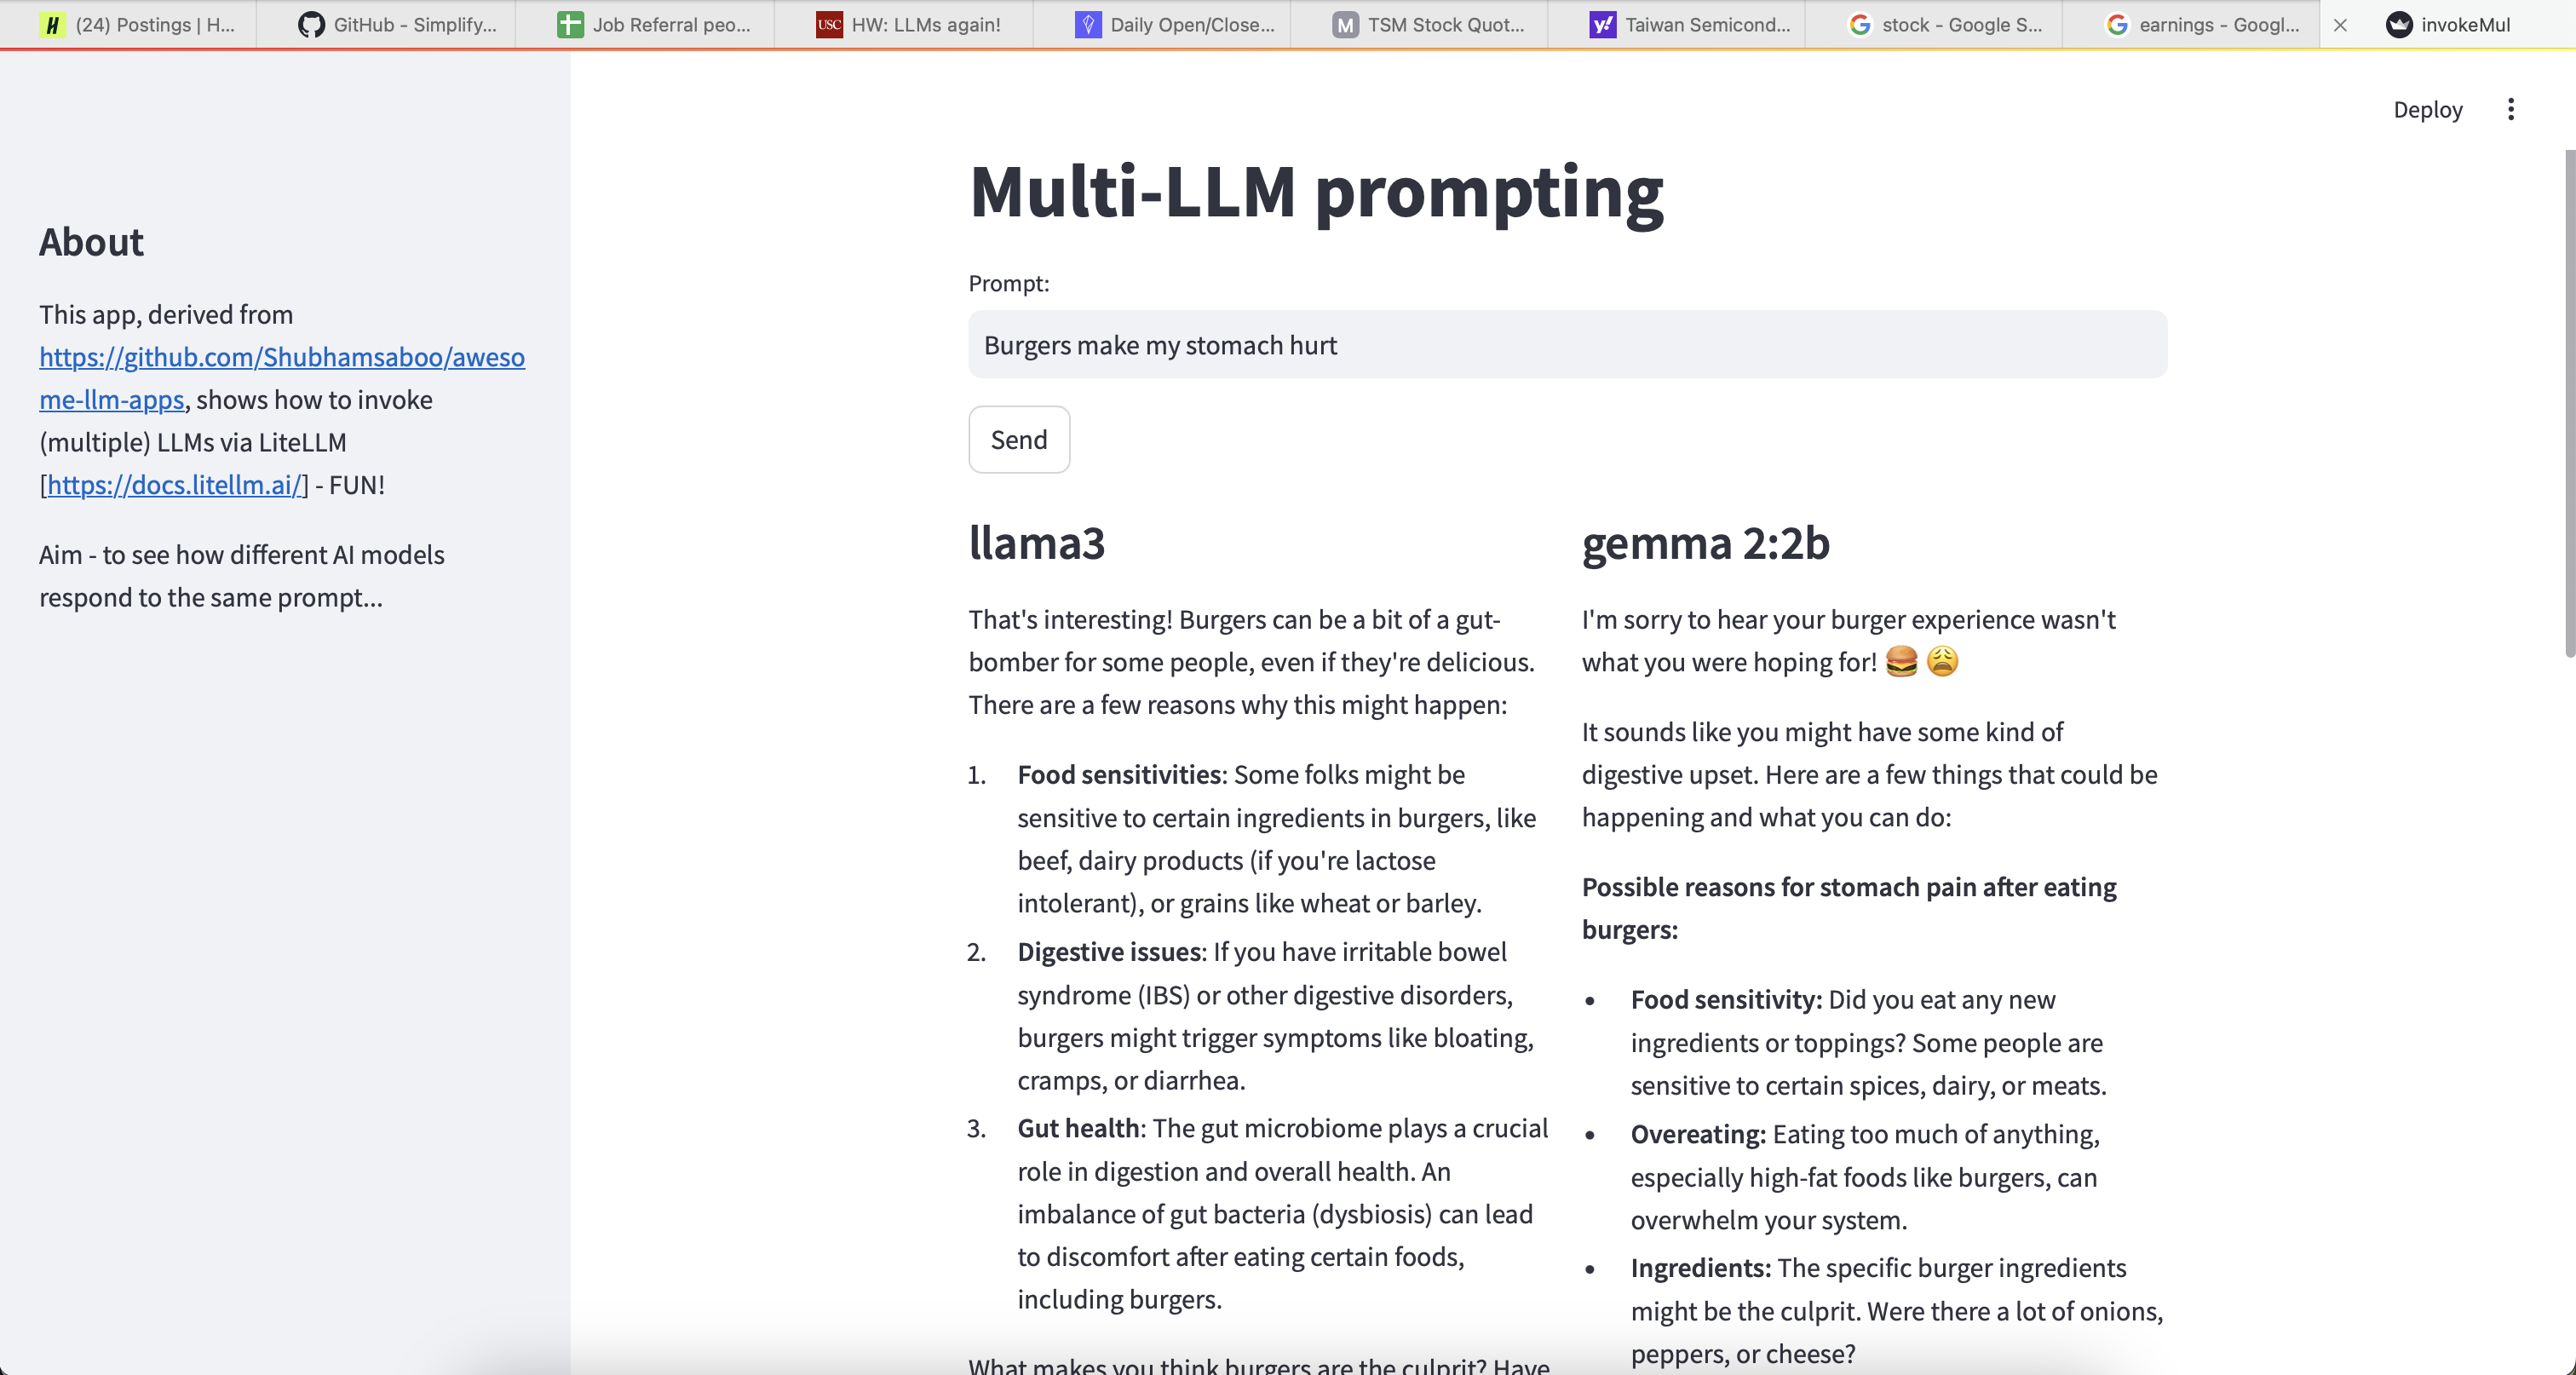 (24) Postings | H...
GitHub - Simplify...
Job Referral peo...
USC HW: LLMs again!
Daily Open/Close...
M TSM Stock Quot...
y! Taiwan Semicond...
stock - Google S...
earnings - Googl...
invokeMul
Deploy
About
This app, derived from
https://github.com/Shubhamsaboo/aweso
me-llm-apps, shows how to invoke
(multiple) LLMs via LiteLLM
[https://docs.litellm.ai/] - FUN!
Aim - to see how different AI models
respond to the same prompt...
Multi-LLM prompting
Prompt:
Burgers make my stomach hurt
Send
llama3
That's interesting! Burgers can be a bit of a gut-
bomber for some people, even if they're delicious.
There are a few reasons why this might happen:
1. Food sensitivities: Some folks might be
sensitive to certain ingredients in burgers, like
beef, dairy products (if you're lactose
intolerant), or grains like wheat or barley.
2. Digestive issues: If you have irritable bowel
syndrome (IBS) or other digestive disorders,
burgers might trigger symptoms like bloating,
cramps, or diarrhea.
3. Gut health: The gut microbiome plays a crucial
role in digestion and overall health. An
imbalance of gut bacteria (dysbiosis) can lead
to discomfort after eating certain foods,
including burgers.
What makes you think burgers are the culprit? Have
gemma 2:2b
I'm sorry to hear your burger experience wasn't
what you were hoping for! 🍔 😩
It sounds like you might have some kind of
digestive upset. Here are a few things that could be
happening and what you can do:
Possible reasons for stomach pain after eating
burgers:
• Food sensitivity: Did you eat any new
ingredients or toppings? Some people are
sensitive to certain spices, dairy, or meats.
• Overeating: Eating too much of anything,
especially high-fat foods like burgers, can
overwhelm your system.
• Ingredients: The specific burger ingredients
might be the culprit. Were there a lot of onions,
peppers, or cheese?